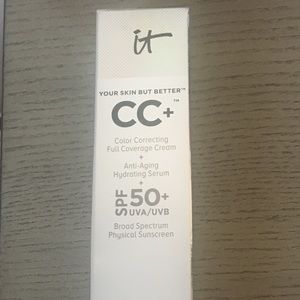 it
YOUR SKIN BUT BETTER™
CC+™
Color Correcting
Full Coverage Cream
+
Anti-Aging
Hydrating Serum
+
SPF 50+
UVA/UVB
Broad Spectrum
Physical Sunscreen